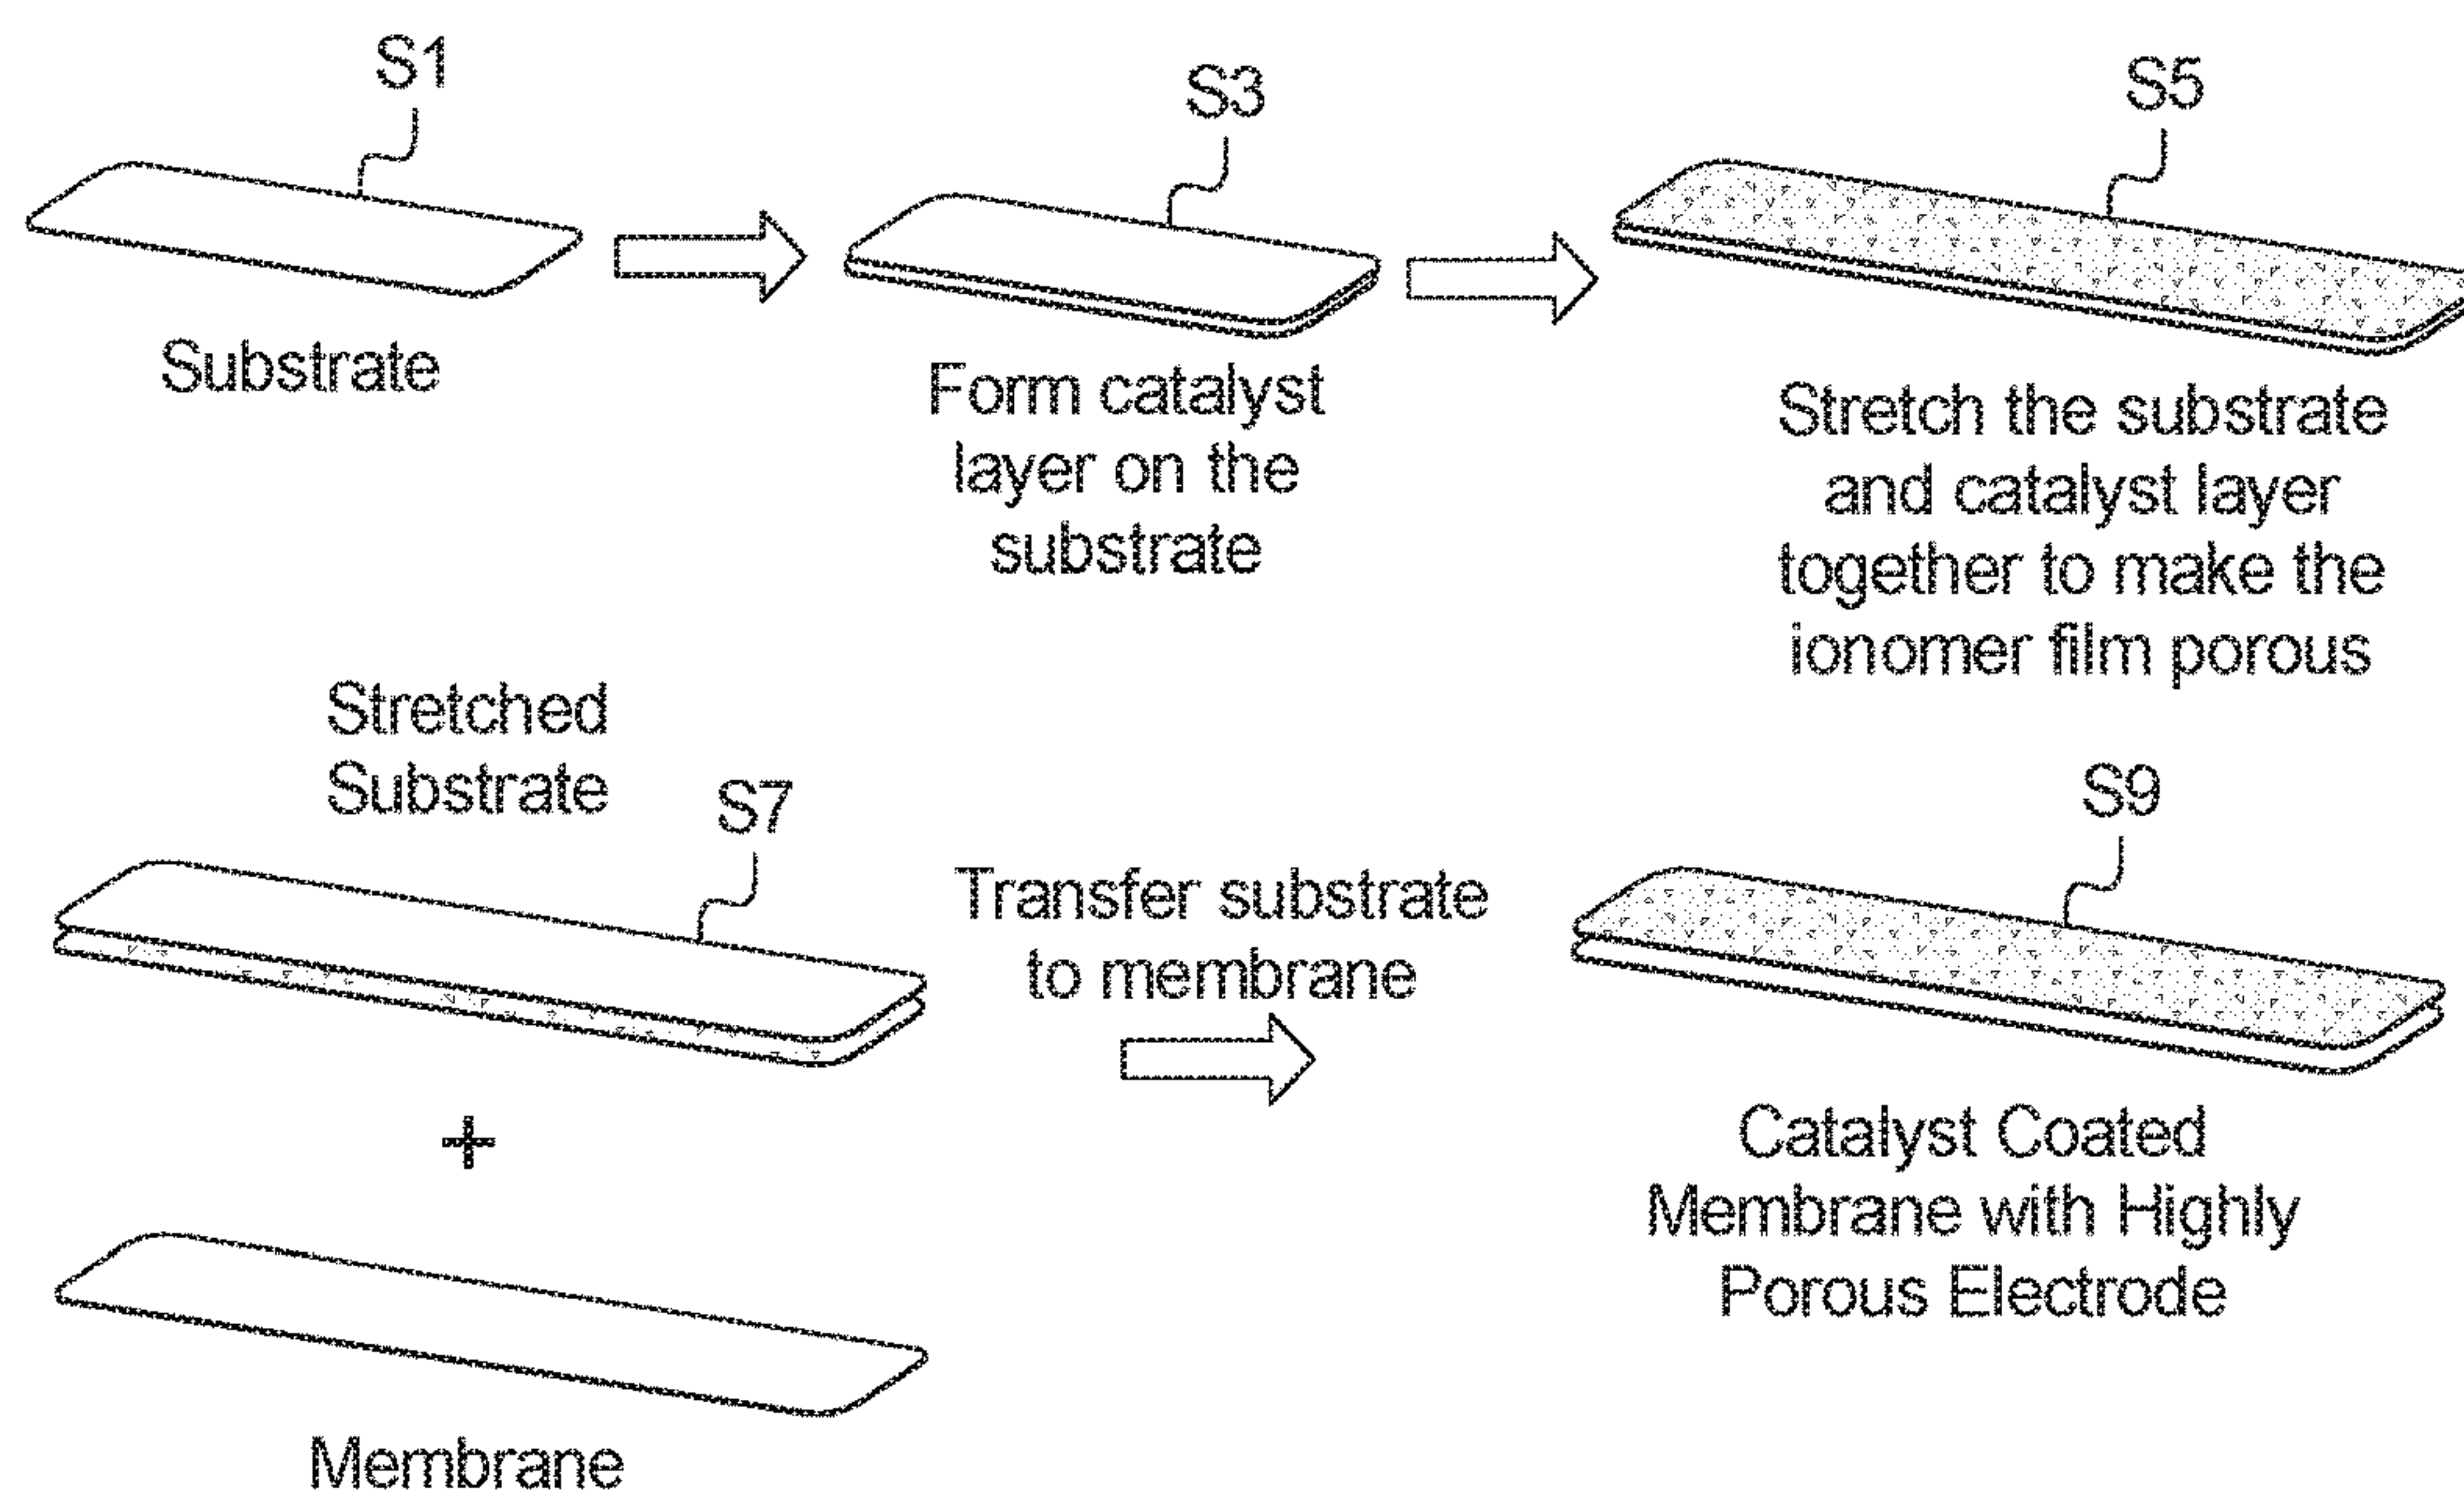 S1
Substrate
S3
Form catalyst
layer on the
substrate
S5
Stretch the substrate
and catalyst layer
together to make the
ionomer film porous
Stretched
Substrate
S7
+
Membrane
Transfer substrate
to membrane
S9
Catalyst Coated
Membrane with Highly
Porous Electrode